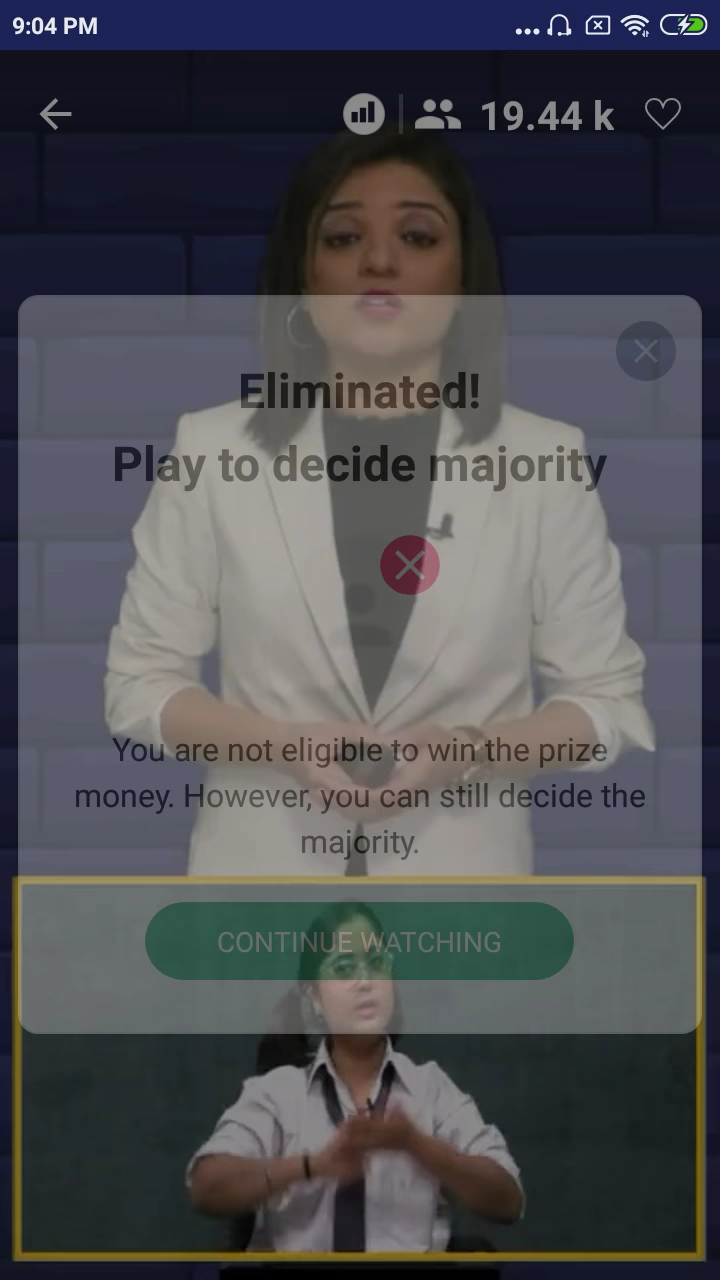 9:04 PM
19.44 k
Eliminated!
Play to decide majority
You are not eligible to win the prize
money. However, you can still decide the
majority.
CONTINUE WATCHING